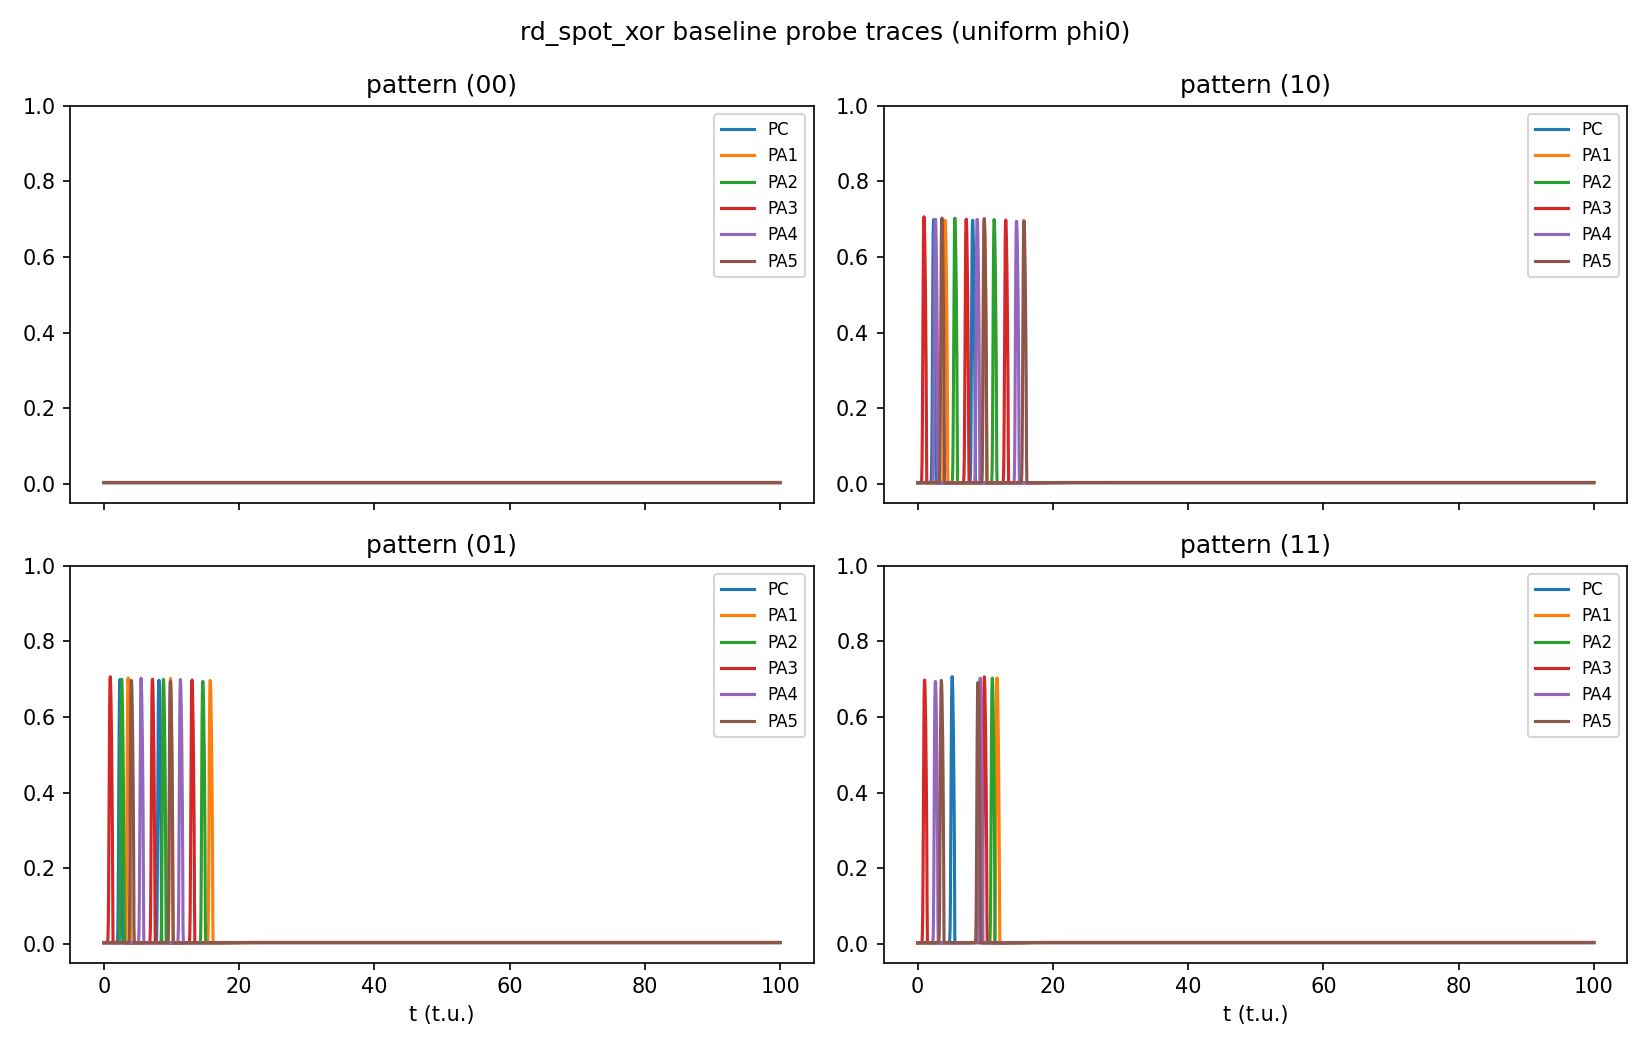 rd_spot_xor baseline probe traces (uniform phi0)
pattern (00)
1.0
0.8
0.6
0.4
0.2
0.0
PC
PA1
PA2
PA3
PA4
PA5
pattern (10)
1.0
0.8
0.6
0.4
0.2
0.0
PC
PA1
PA2
PA3
PA4
PA5
pattern (01)
1.0
0.8
0.6
0.4
0.2
0.0
PC
PA1
PA2
PA3
PA4
PA5
0 20 40 60 80 100
t (t.u.)
pattern (11)
1.0
0.8
0.6
0.4
0.2
0.0
PC
PA1
PA2
PA3
PA4
PA5
0 20 40 60 80 100
t (t.u.)